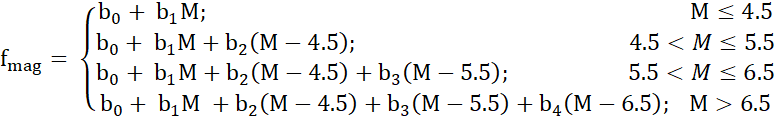 b₀ + b₁M; M ≤ 4.5
b₀ + b₁M + b₂(M − 4.5); 4.5 < M ≤ 5.5
fmag = b₀ + b₁M + b₂(M − 4.5) + b₃(M − 5.5); 5.5 < M ≤ 6.5
b₀ + b₁M + b₂(M − 4.5) + b₃(M − 5.5) + b₄(M − 6.5); M > 6.5